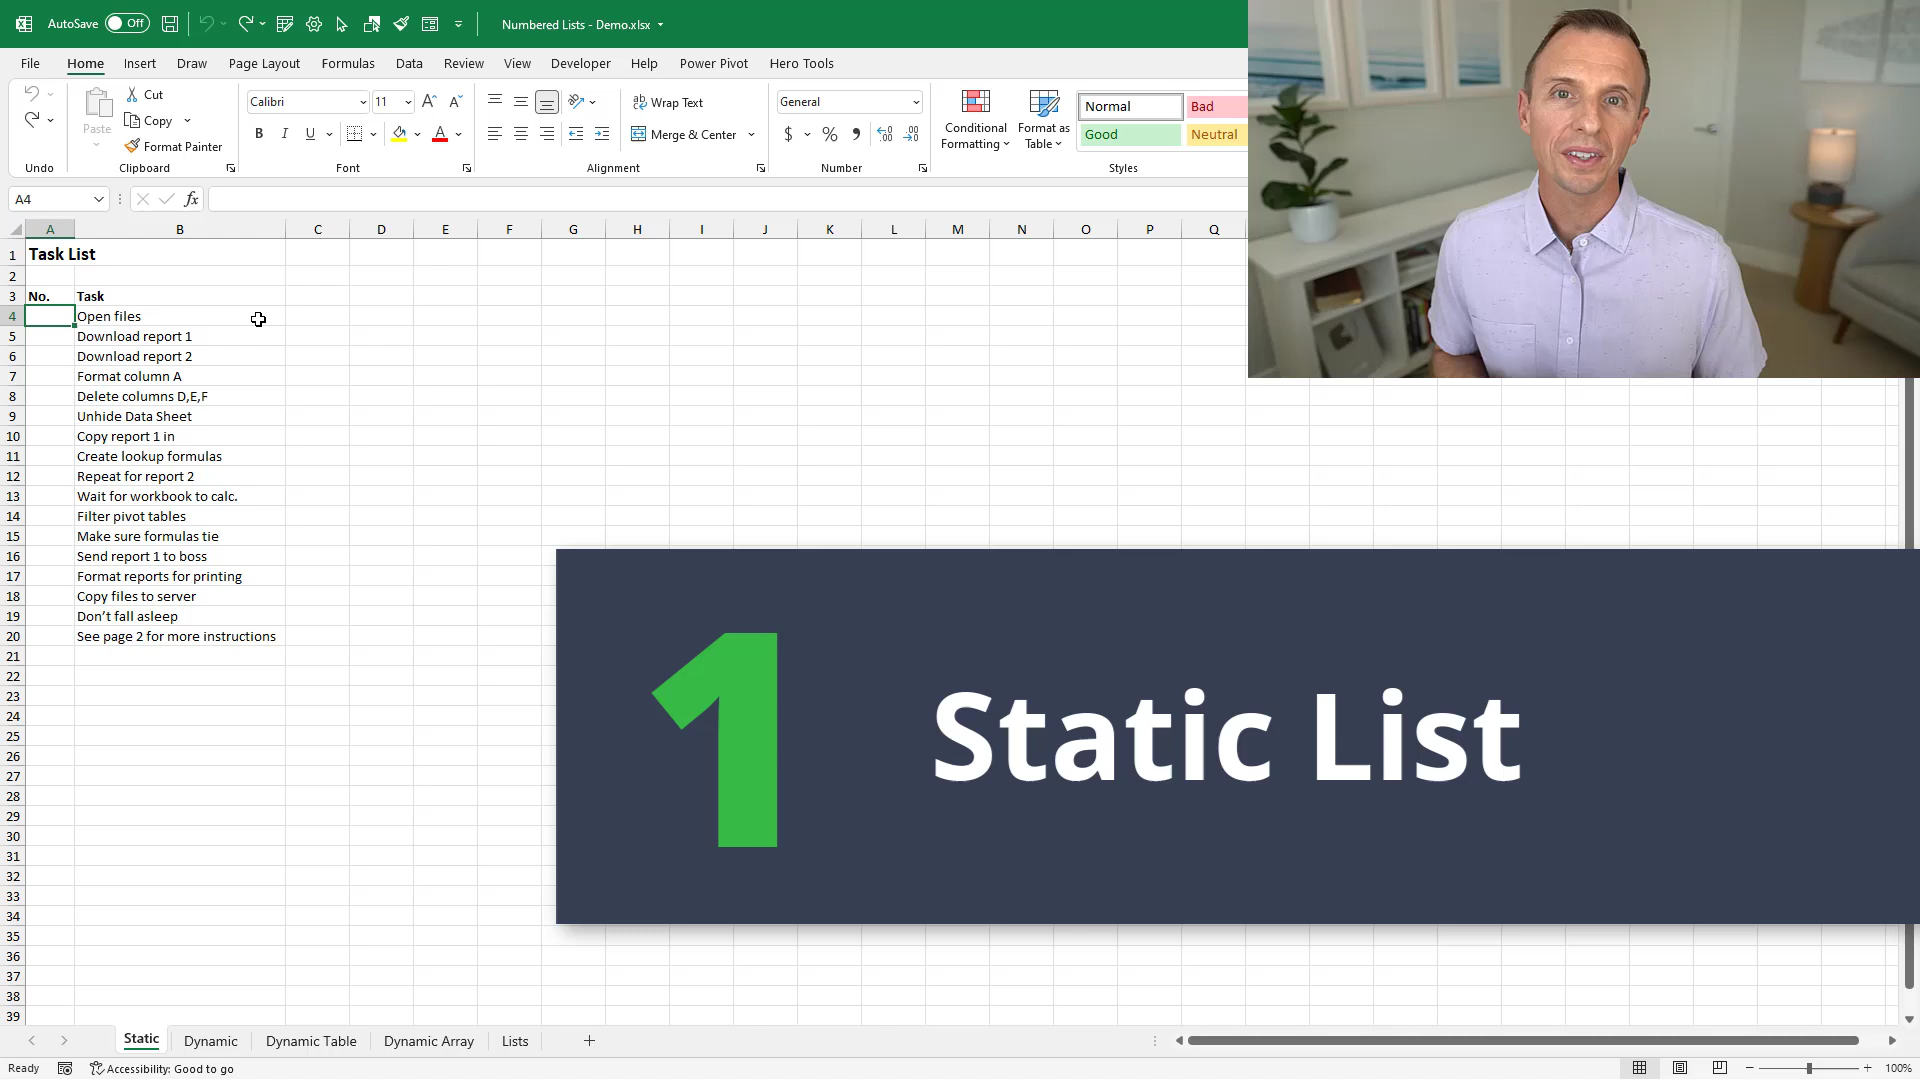 AutoSave Off
Numbered Lists - Demo.xlsx
File Home Insert Draw Page Layout Formulas Data Review View Developer Help Power Pivot Hero Tools
Paste
Cut
Copy
Format Painter
Calibri 11
B I U
A A
Wrap Text
Merge & Center
General
$ % 9
Conditional Formatting
Format as Table
Normal Bad
Good Neutral
Undo Clipboard Font Alignment Number Styles
A4 fx
A B C D E F G H I J K L M N O P Q
1 Task List
2
3 No. Task
4 Open files
5 Download report 1
6 Download report 2
7 Format column A
8 Delete columns D,E,F
9 Unhide Data Sheet
10 Copy report 1 in
11 Create lookup formulas
12 Repeat for report 2
13 Wait for workbook to calc.
14 Filter pivot tables
15 Make sure formulas tie
16 Send report 1 to boss
17 Format reports for printing
18 Copy files to server
19 Don’t fall asleep
20 See page 2 for more instructions
21
22
23
24
25
26
27
28
29
30
31
32
33
34
35
36
37
38
39
1 Static List
Static Dynamic Dynamic Table Dynamic Array Lists
Ready Accessibility: Good to go 100%